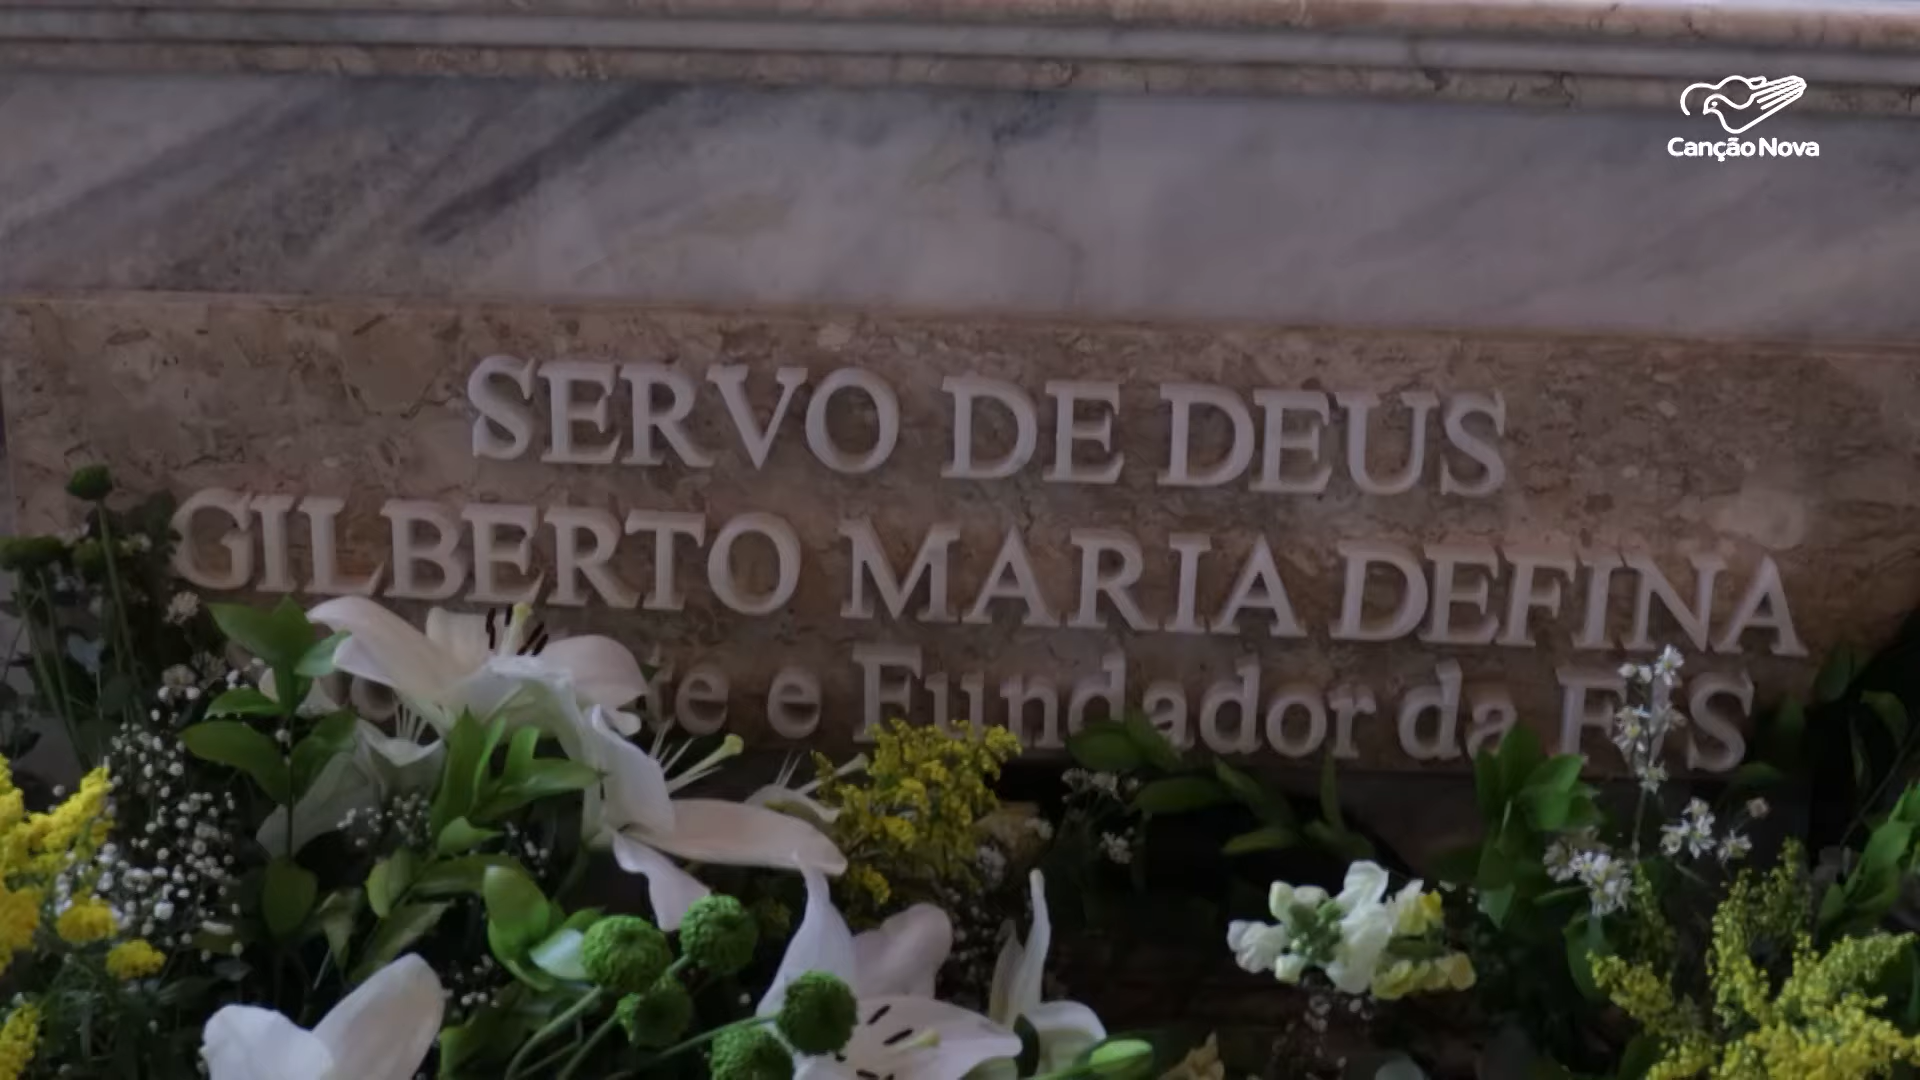 Canção Nova
SERVO DE DEUS
GILBERTO MARIA DEFINA
e Fundador da